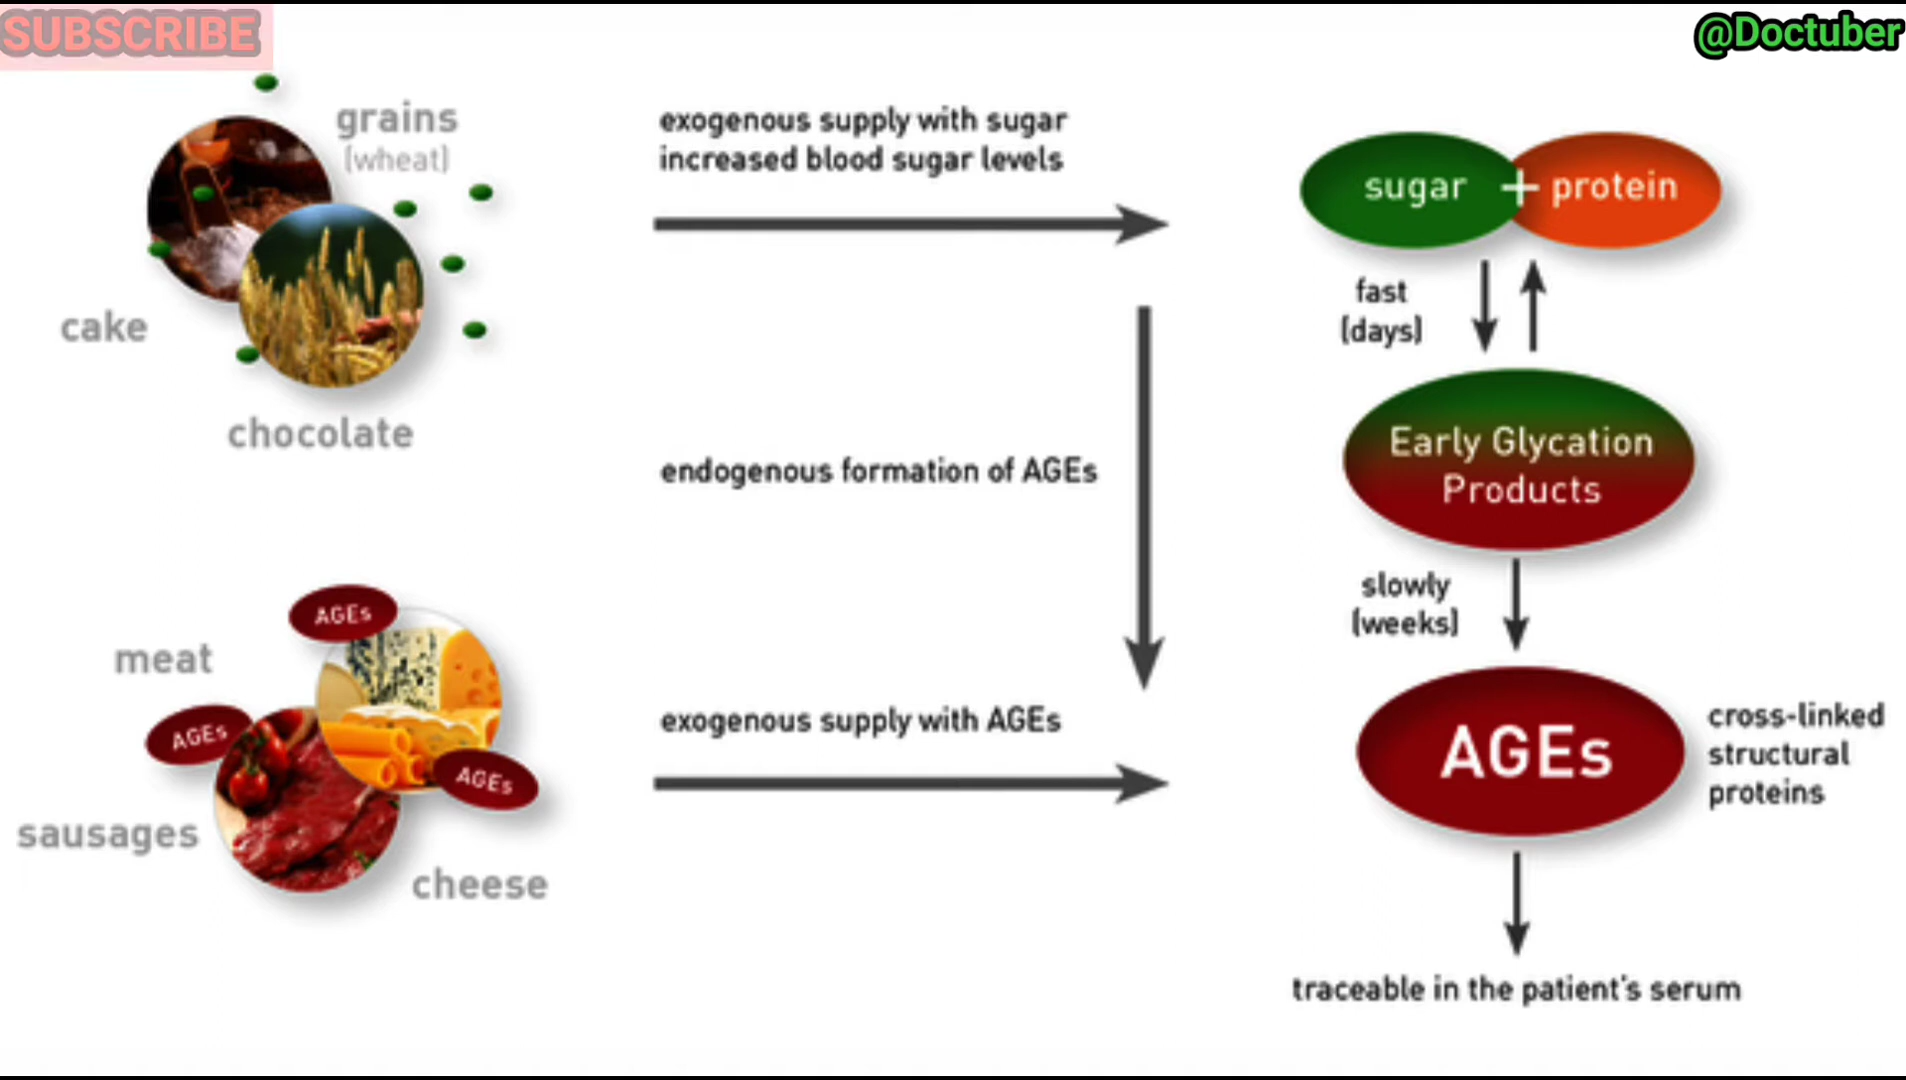 SUBSCRIBE
@Doctuber
grains
(wheat)
cake
chocolate
exogenous supply with sugar
increased blood sugar levels
sugar + protein
fast
(days)
Early Glycation
Products
endogenous formation of AGEs
slowly
(weeks)
AGEs
meat
AGEs
AGEs
sausages
cheese
exogenous supply with AGEs
AGEs
cross-linked
structural
proteins
traceable in the patient's serum